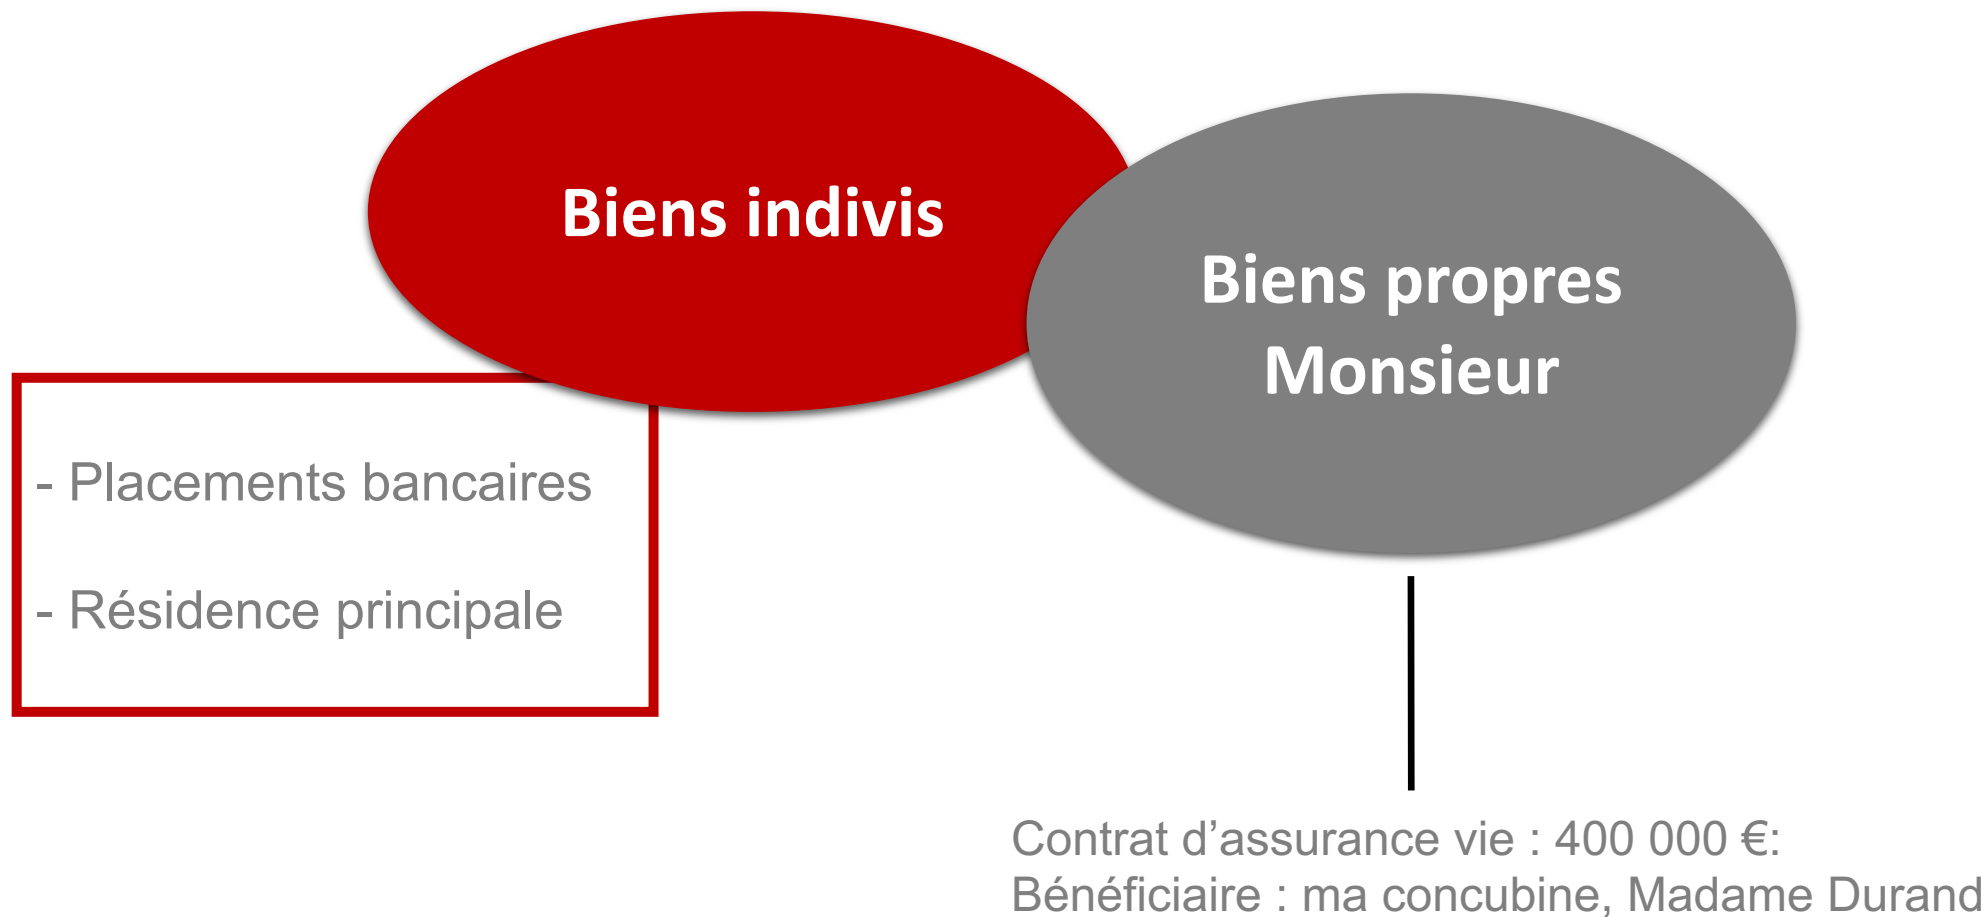 Biens indivis
Biens propres
Monsieur
- Placements bancaires
- Résidence principale
Contrat d’assurance vie : 400 000 €:
Bénéficiaire : ma concubine, Madame Durand